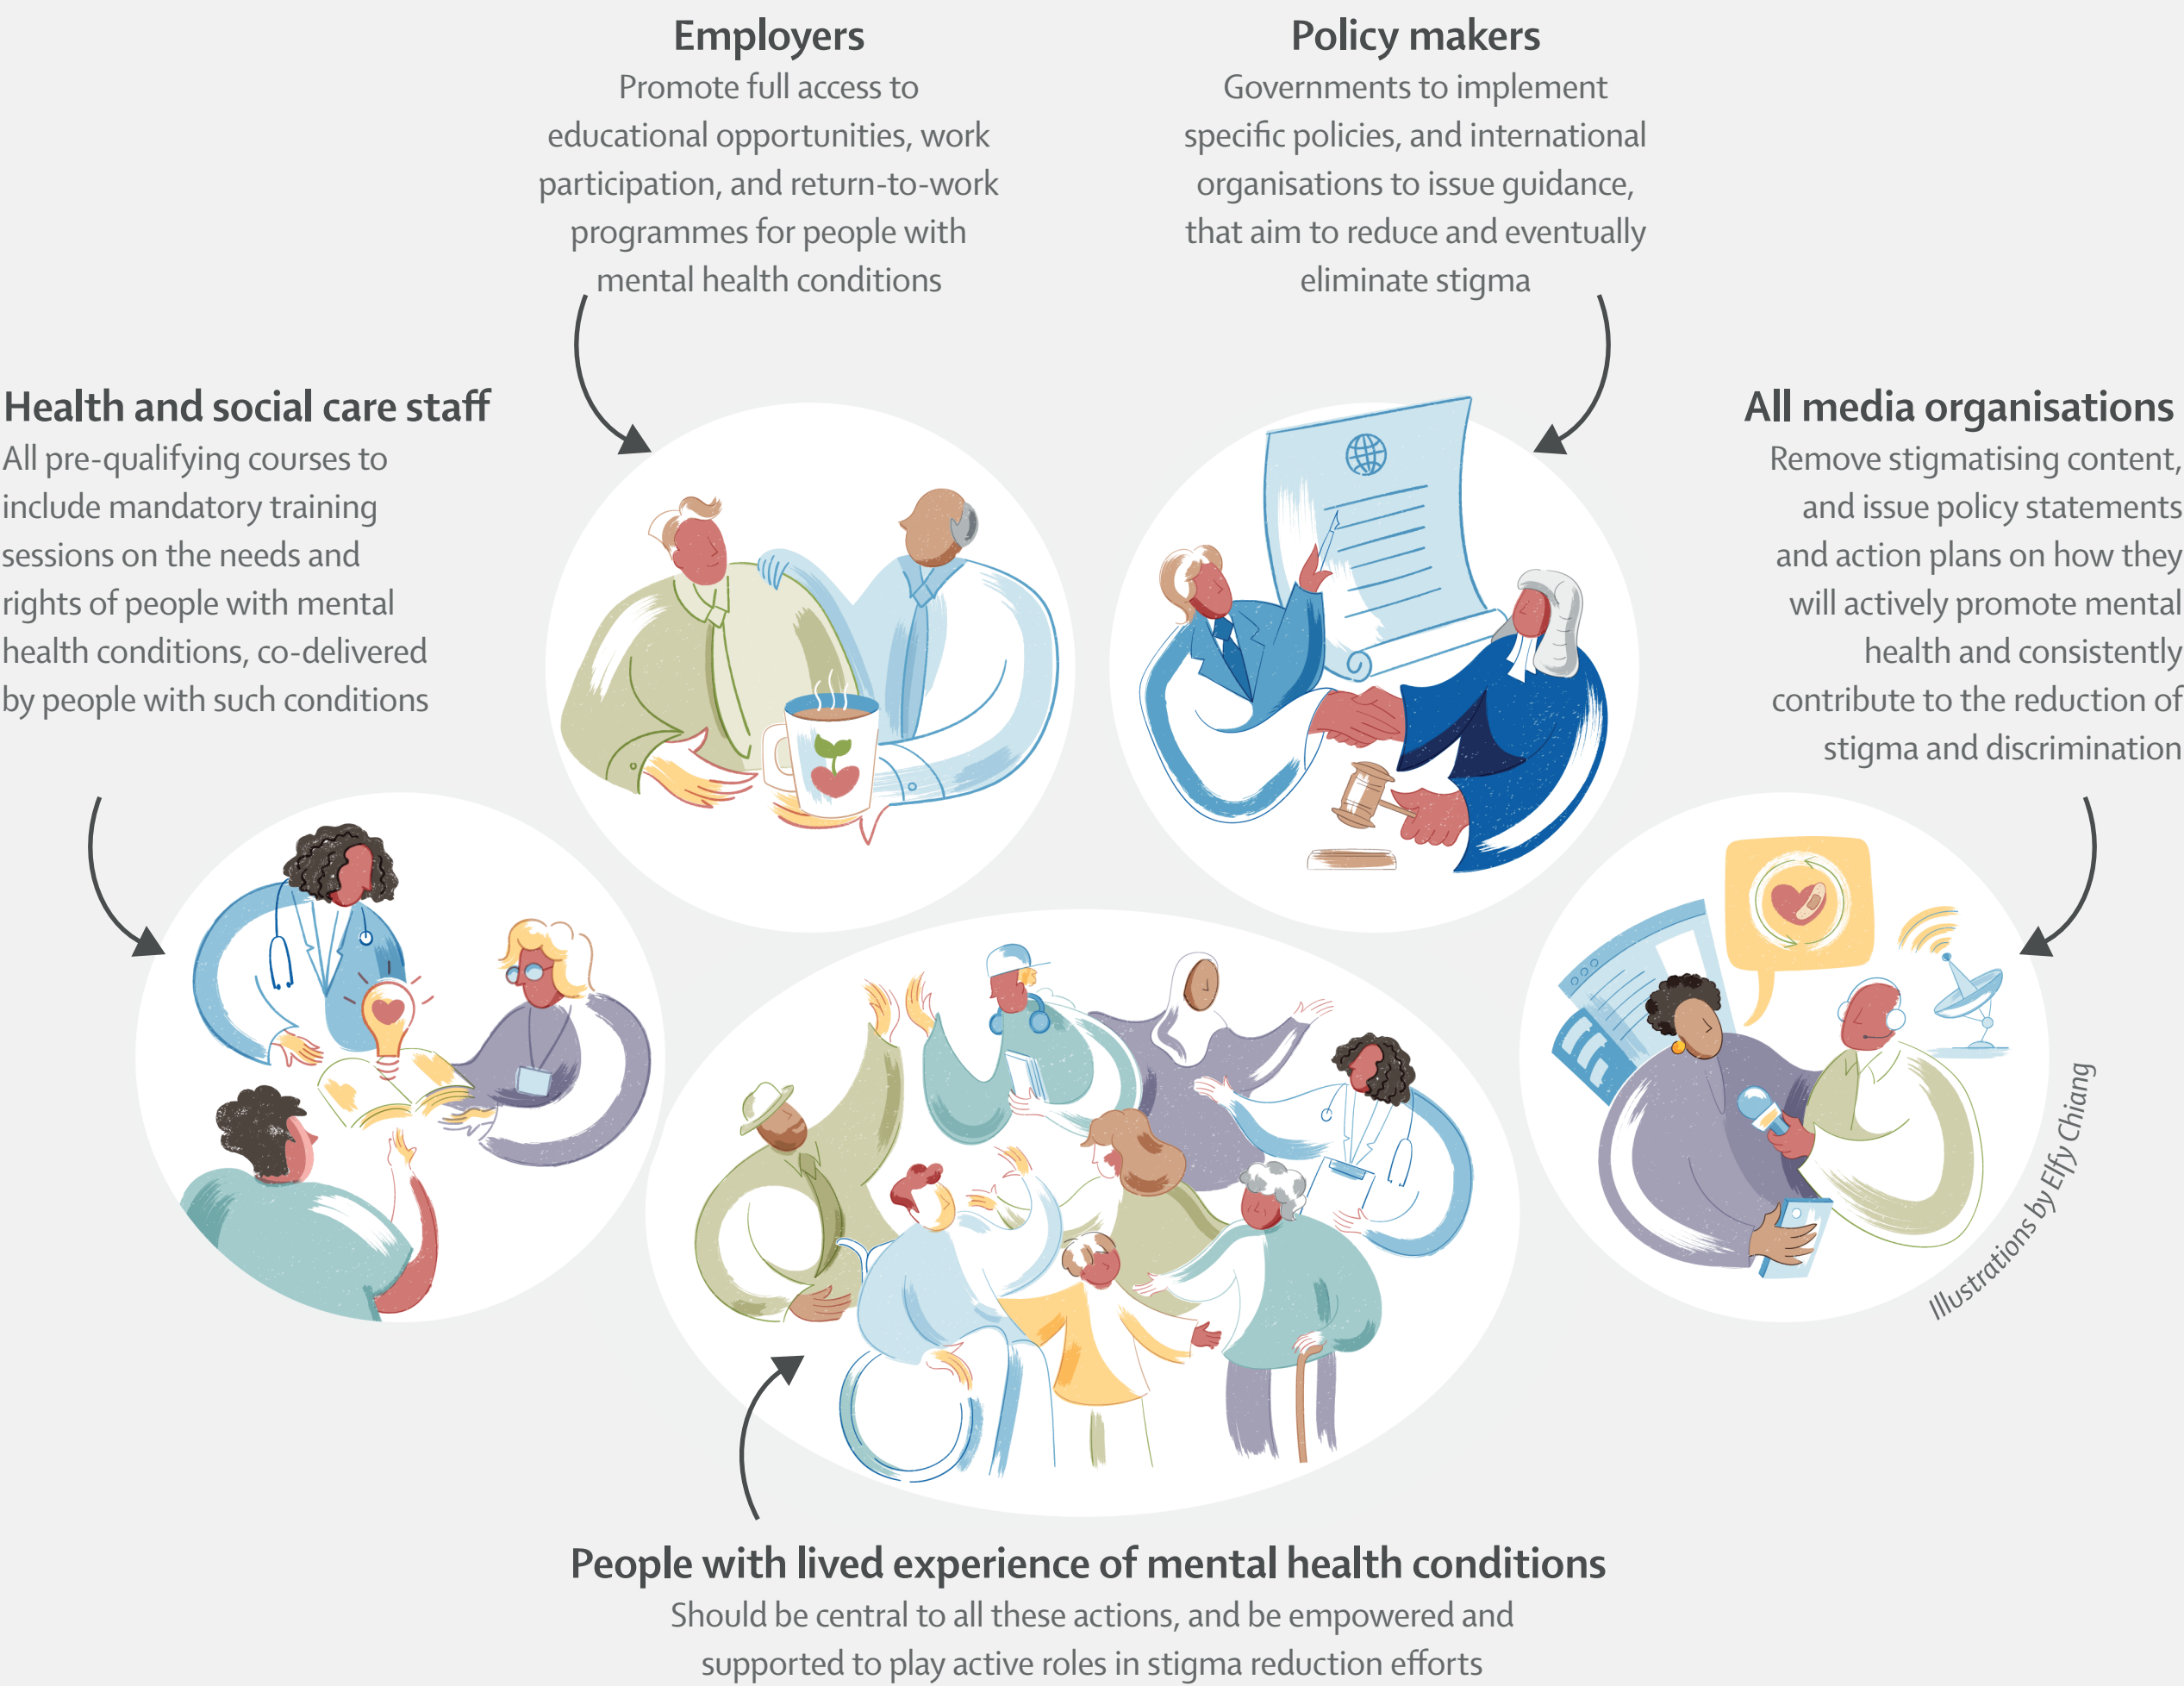 Employers
Promote full access to
educational opportunities, work
participation, and return-to-work
programmes for people with
mental health conditions
Policy makers
Governments to implement
specific policies, and international
organisations to issue guidance,
that aim to reduce and eventually
eliminate stigma
Health and social care staff
All pre-qualifying courses to
include mandatory training
sessions on the needs and
rights of people with mental
health conditions, co-delivered
by people with such conditions
All media organisations
Remove stigmatising content,
and issue policy statements
and action plans on how they
will actively promote mental
health and consistently
contribute to the reduction of
stigma and discrimination
Illustrations by Elfy Chiang
People with lived experience of mental health conditions
Should be central to all these actions, and be empowered and
supported to play active roles in stigma reduction efforts